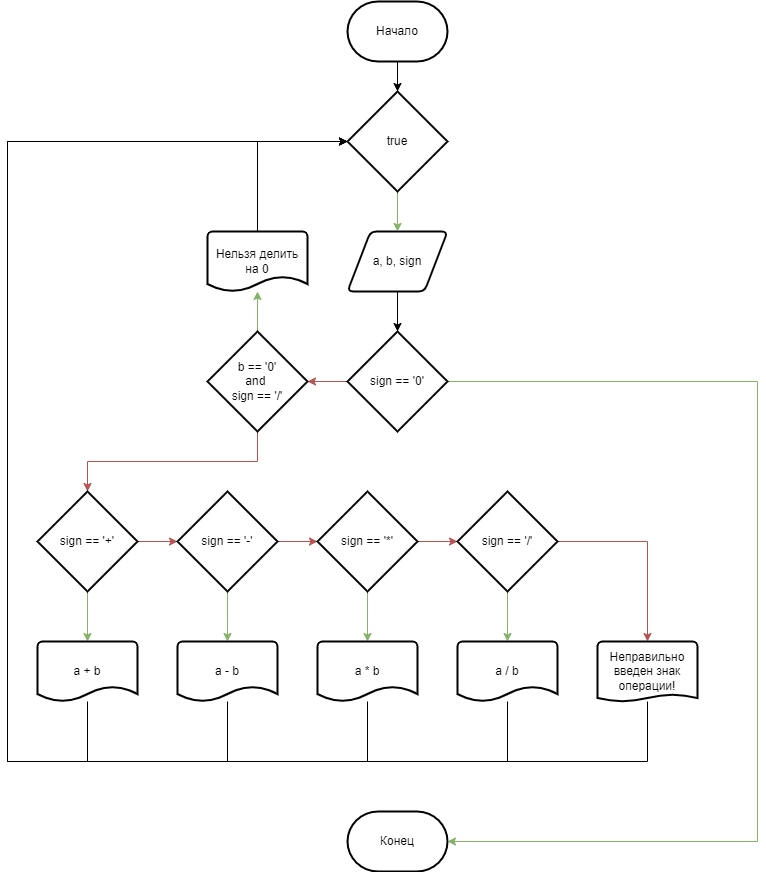 Начало
true
Нельзя делить
на 0
a, b, sign
b == '0'
and
sign == '/'
sign == '0'
sign == '+'
sign == '-'
sign == '*'
sign == '/'
a + b
a - b
a * b
a / b
Неправильно
введен знак
операции!
Конец